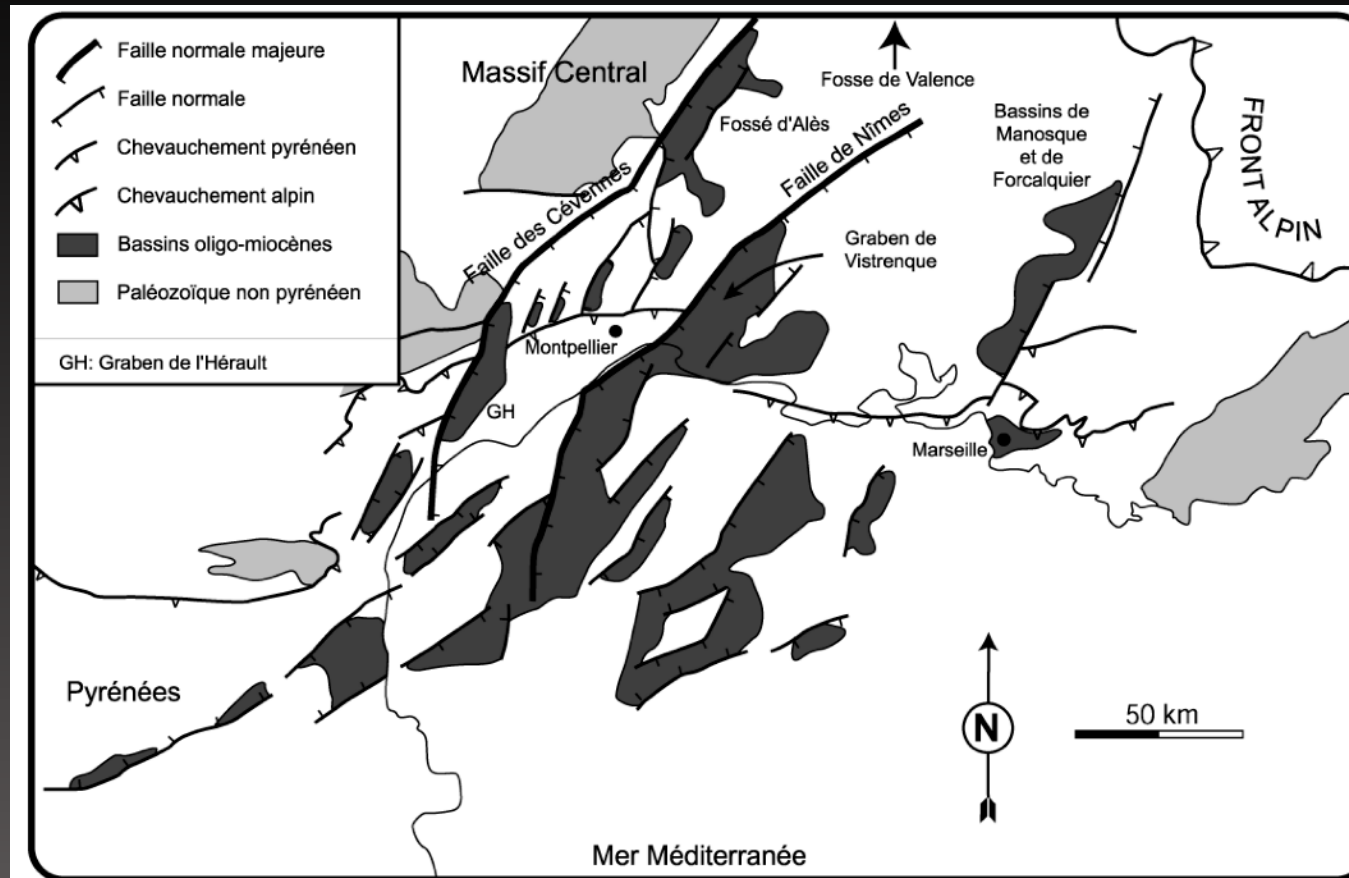 Faille normale majeure
Faille normale
Chevauchement pyrénéen
Chevauchement alpin
Bassins oligo-miocènes
Paléozoïque non pyrénéen
GH: Graben de l'Hérault
Massif Central
Fosse de Valence
Fossé d'Alès
Faille de Nîmes
Bassins de
Manosque
et de
Forcalquier
FRONT ALPIN
Faille des Cévennes
Graben de
Vistrenque
Montpellier
GH
Marseille
Pyrénées
N
50 km
Mer Méditerranée